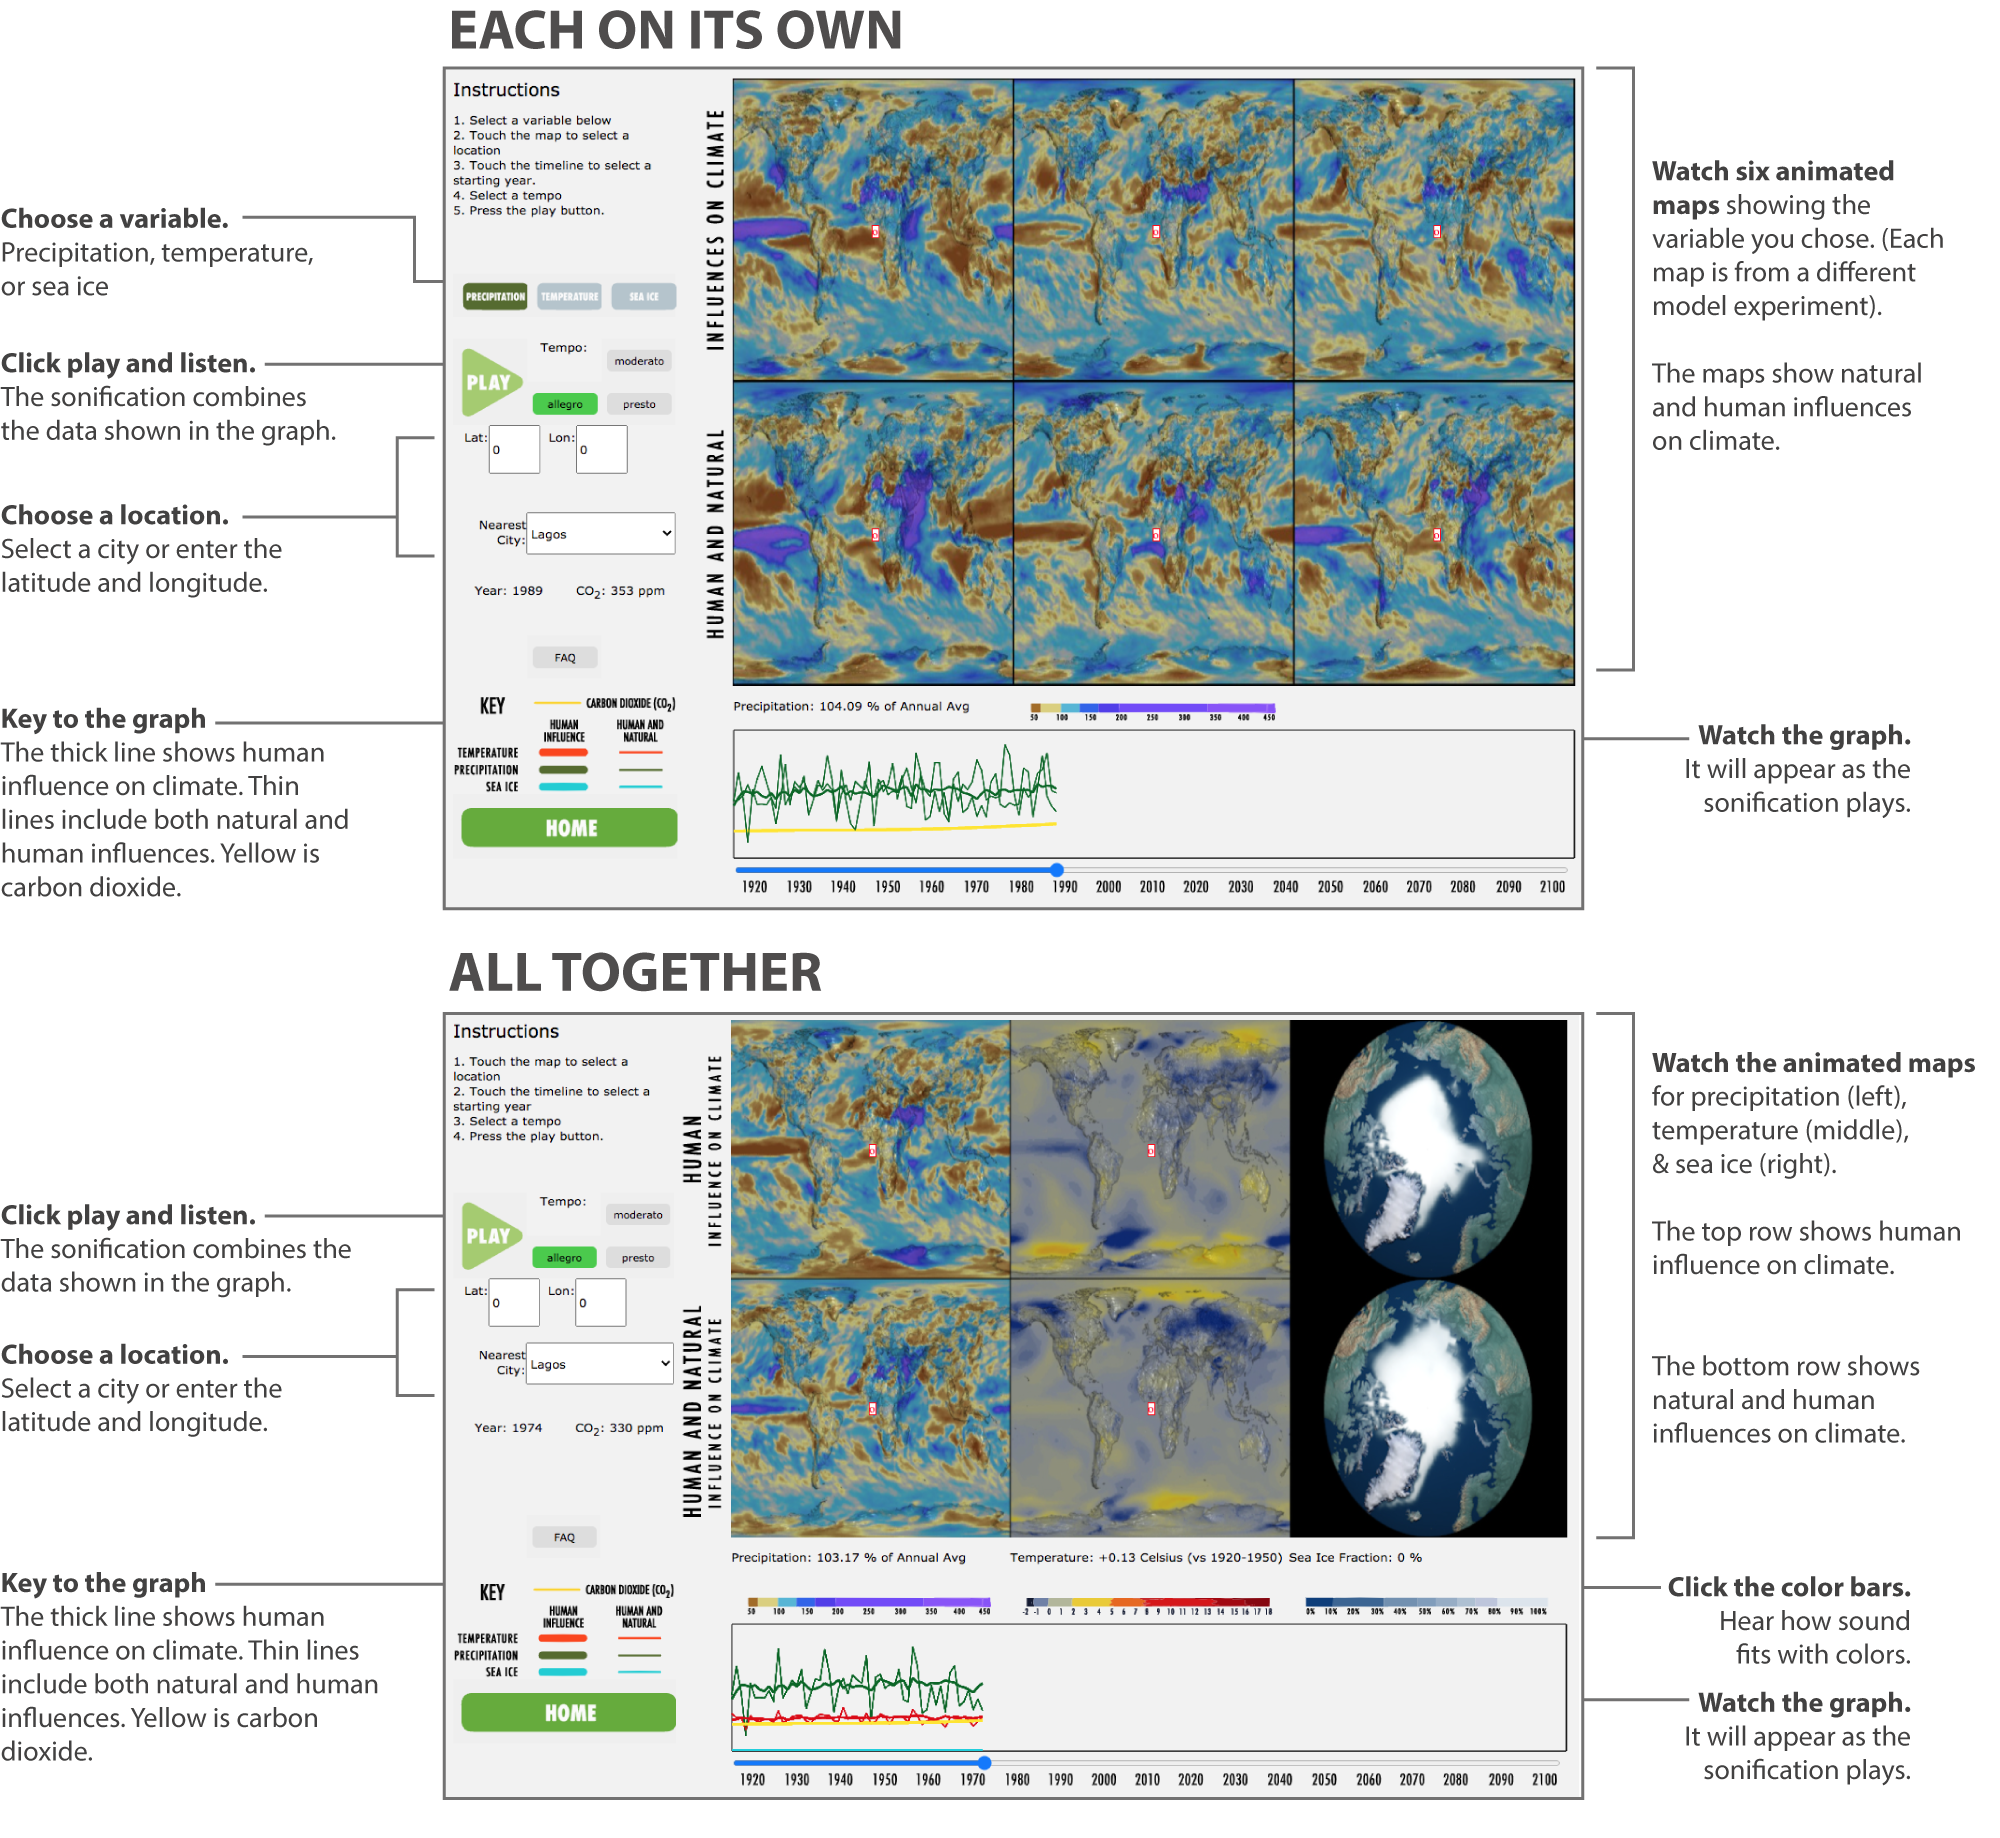 EACH ON ITS OWN
Choose a variable.
Precipitation, temperature,
or sea ice
Click play and listen.
The sonification combines
the data shown in the graph.
Choose a location.
Select a city or enter the
latitude and longitude.
Key to the graph
The thick line shows human
influence on climate. Thin
lines include both natural and
human influences. Yellow is
carbon dioxide.
Instructions
1. Select a variable below
2. Touch the map to select a
location
3. Touch the timeline to select a
starting year.
4. Select a tempo
5. Press the play button.
PRECIPITATION TEMPERATURE SEA ICE
PLAY
Tempo:
moderato
allegro presto
Lat: 0 Lon: 0
Nearest
City: Lagos
Year: 1989 CO2: 353 ppm
FAQ
KEY CARBON DIOXIDE (CO2)
HUMAN
INFLUENCE
HUMAN AND
NATURAL
TEMPERATURE
PRECIPITATION
SEA ICE
HOME
INFLUENCES ON CLIMATE
HUMAN AND NATURAL
Precipitation: 104.09 % of Annual Avg
50 100 150 200 250 300 350 400 450
1920 1930 1940 1950 1960 1970 1980 1990 2000 2010 2020 2030 2040 2050 2060 2070 2080 2090 2100
Watch six animated
maps showing the
variable you chose. (Each
map is from a different
model experiment).
The maps show natural
and human influences
on climate.
Watch the graph.
It will appear as the
sonification plays.
ALL TOGETHER
Click play and listen.
The sonification combines the
data shown in the graph.
Choose a location.
Select a city or enter the
latitude and longitude.
Key to the graph
The thick line shows human
influence on climate. Thin lines
include both natural and human
influences. Yellow is carbon
dioxide.
Instructions
1. Touch the map to select a
location
2. Touch the timeline to select a
starting year
3. Select a tempo
4. Press the play button.
PLAY
Tempo:
moderato
allegro presto
Lat: 0 Lon: 0
Nearest
City: Lagos
Year: 1974 CO2: 330 ppm
FAQ
KEY CARBON DIOXIDE (CO2)
HUMAN
INFLUENCE
HUMAN AND
NATURAL
TEMPERATURE
PRECIPITATION
SEA ICE
HOME
HUMAN
INFLUENCE ON CLIMATE
HUMAN AND NATURAL
INFLUENCE ON CLIMATE
Precipitation: 103.17 % of Annual Avg
Temperature: +0.13 Celsius (vs 1920-1950)
Sea Ice Fraction: 0 %
50 100 150 200 250 300 350 400 450
-2 -1 0 1 2 3 4 5 6 7 8 9 10 11 12 13 14 15 16 17 18
0% 10% 20% 30% 40% 50% 60% 70% 80% 90% 100%
1920 1930 1940 1950 1960 1970 1980 1990 2000 2010 2020 2030 2040 2050 2060 2070 2080 2090 2100
Watch the animated maps
for precipitation (left),
temperature (middle),
& sea ice (right).
The top row shows human
influence on climate.
The bottom row shows
natural and human
influences on climate.
Click the color bars.
Hear how sound
fits with colors.
Watch the graph.
It will appear as the
sonification plays.